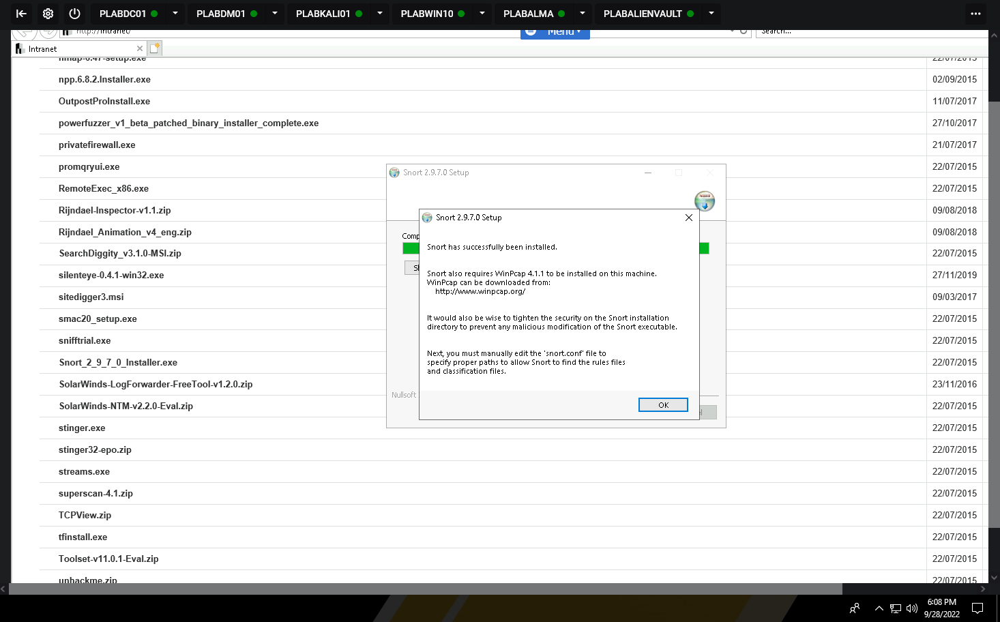 PLABDC01
PLABDM01
PLABKALI01
PLABWIN10
PLABALMA
PLABALIENVAULT
http://intranet/
Menu
Search...
Intranet
nmap-6.47-setup.exe 22/07/2015
npp.6.8.2.Installer.exe 02/09/2015
OutpostProInstall.exe 11/07/2017
powerfuzzer_v1_beta_patched_binary_installer_complete.exe 27/10/2017
privatefirewall.exe 21/07/2017
promqryui.exe 22/07/2015
RemoteExec_x86.exe 22/07/2015
Rijndael-Inspector-v1.1.zip 09/08/2018
Rijndael_Animation_v4_eng.zip 09/08/2018
SearchDiggity_v3.1.0-MSI.zip 22/07/2015
silenteye-0.4.1-win32.exe 27/11/2019
sitedigger3.msi 09/03/2017
smac20_setup.exe 22/07/2015
snifftrial.exe 22/07/2015
Snort_2_9_7_0_Installer.exe 22/07/2015
SolarWinds-LogForwarder-FreeTool-v1.2.0.zip 23/11/2016
SolarWinds-NTM-v2.2.0-Eval.zip 22/07/2015
stinger.exe 22/07/2015
stinger32-epo.zip 22/07/2015
streams.exe 22/07/2015
superscan-4.1.zip 22/07/2015
TCPView.zip 22/07/2015
tfinstall.exe 22/07/2015
Toolset-v11.0.1-Eval.zip 22/07/2015
unhackme.zip 22/07/2015
Snort 2.9.7.0 Setup
Comp
Nullsoft
Snort 2.9.7.0 Setup
Snort has successfully been installed.
Snort also requires WinPcap 4.1.1 to be installed on this machine.
WinPcap can be downloaded from:
http://www.winpcap.org/
It would also be wise to tighten the security on the Snort installation
directory to prevent any malicious modification of the Snort executable.
Next, you must manually edit the 'snort.conf' file to
specify proper paths to allow Snort to find the rules files
and classification files.
OK
6:08 PM
9/28/2022